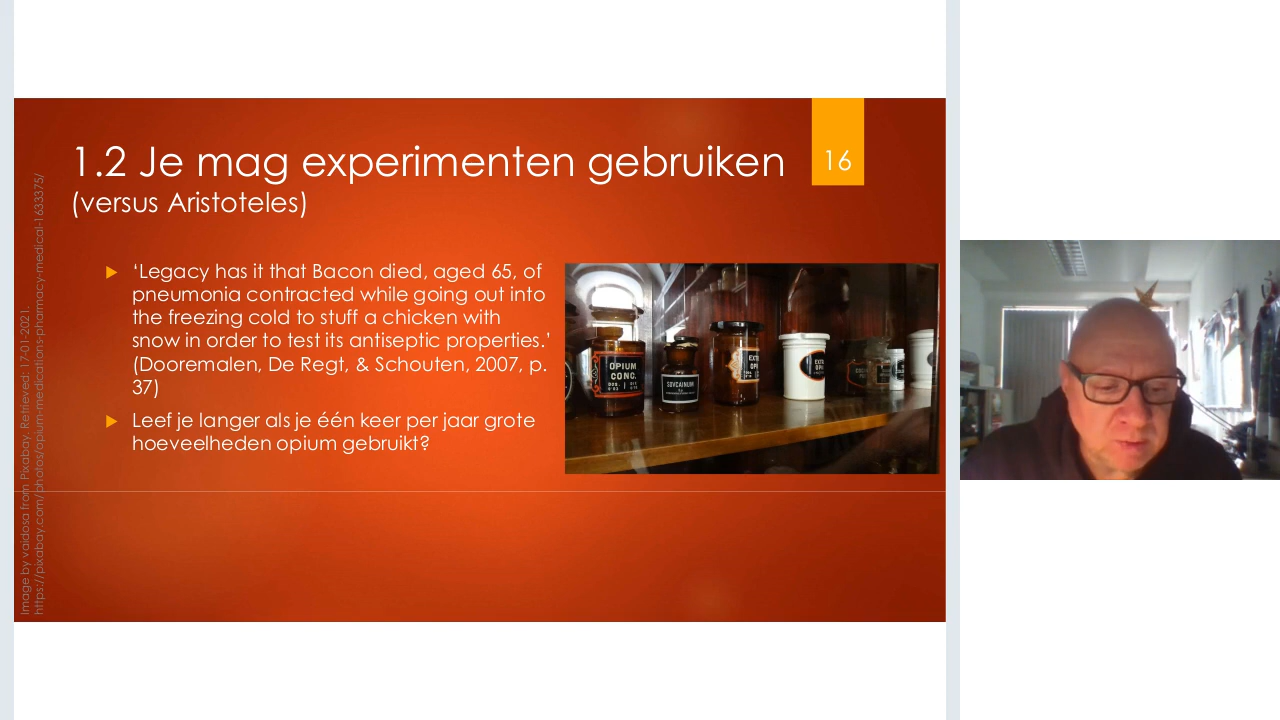 1.2 Je mag experimenten gebruiken
(versus Aristoteles)
16
‘Legacy has it that Bacon died, aged 65, of
pneumonia contracted while going out into
the freezing cold to stuff a chicken with
snow in order to test its antiseptic properties.’
(Dooremalen, De Regt, & Schouten, 2007, p.
37)
Leef je langer als je één keer per jaar grote
hoeveelheden opium gebruikt?
OPIUM
CONC.
Image by valdosa from Pixabay. Retrieved: 17-01-2021.
https://pixabay.com/photos/opium-medications-pharmacy-medical-1633375/